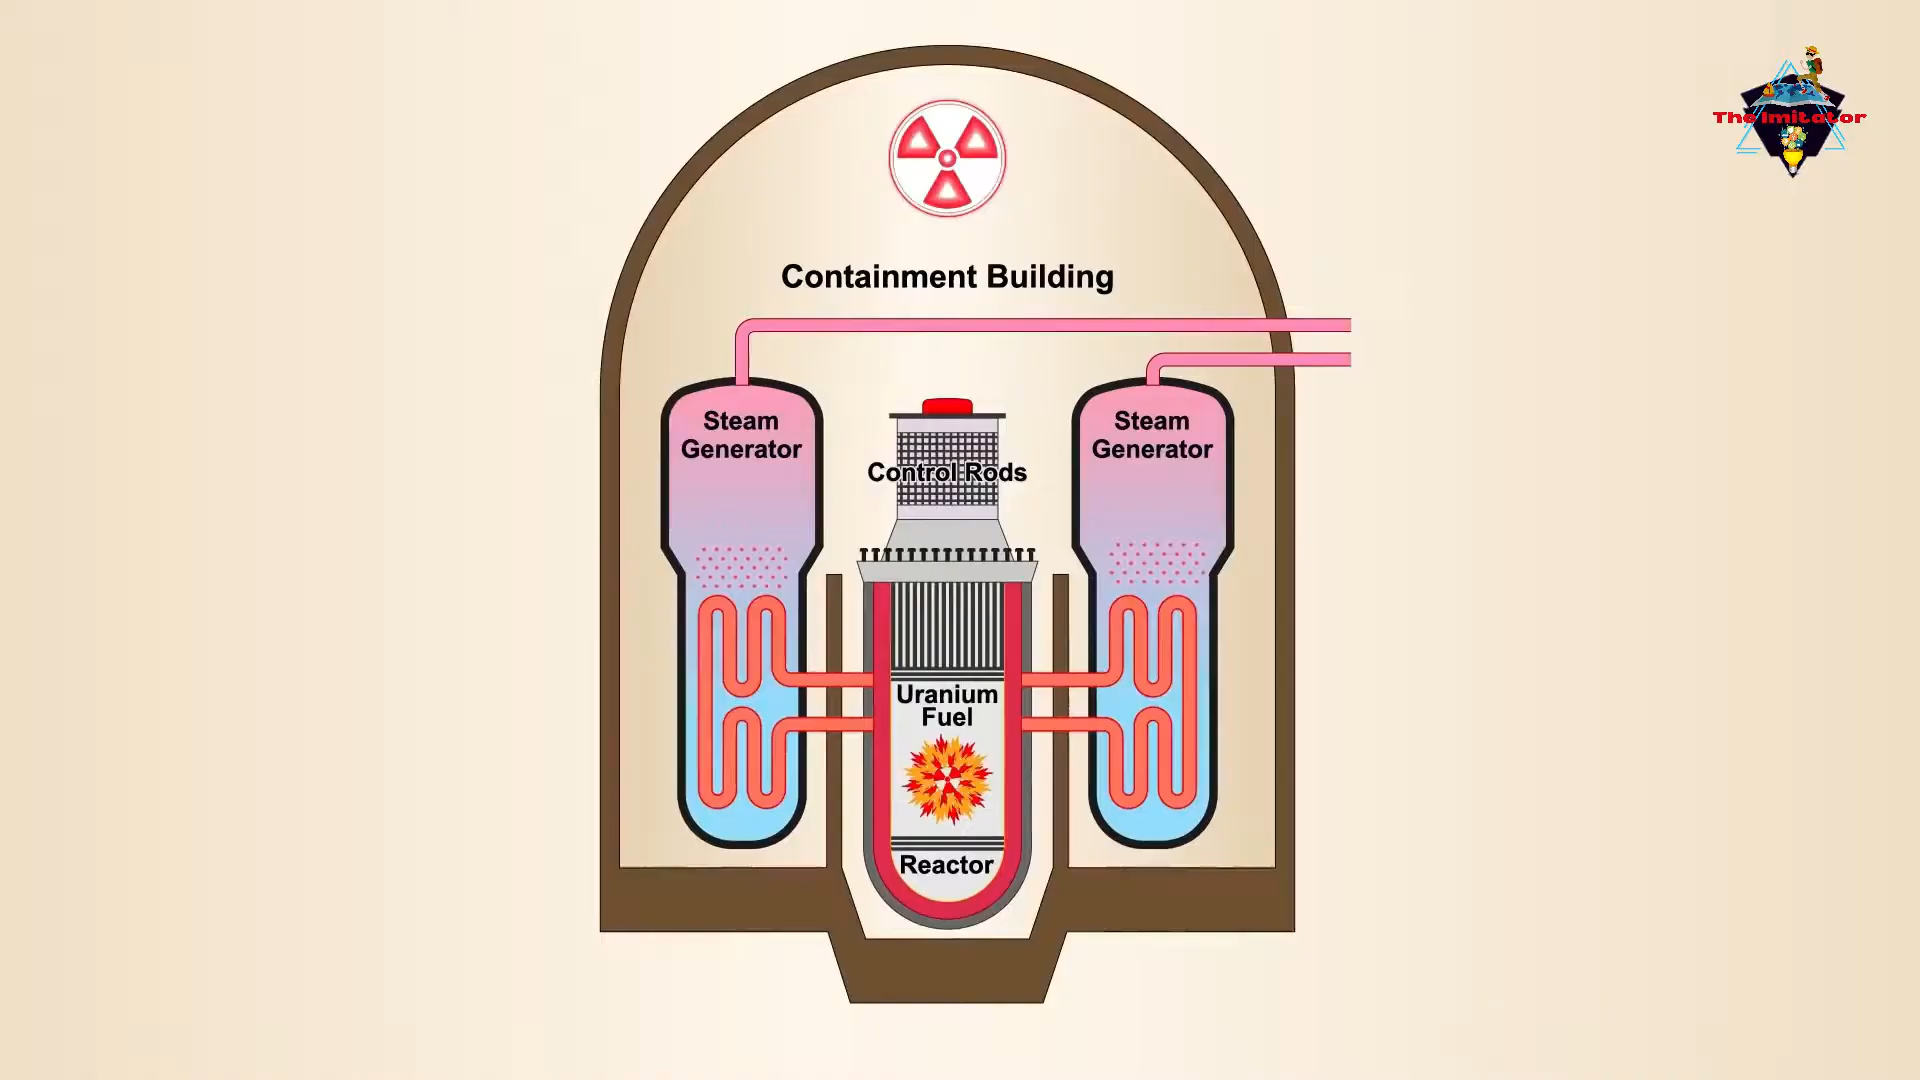 The Imitator
Containment Building
Steam
Generator
Control Rods
Steam
Generator
Uranium
Fuel
Reactor